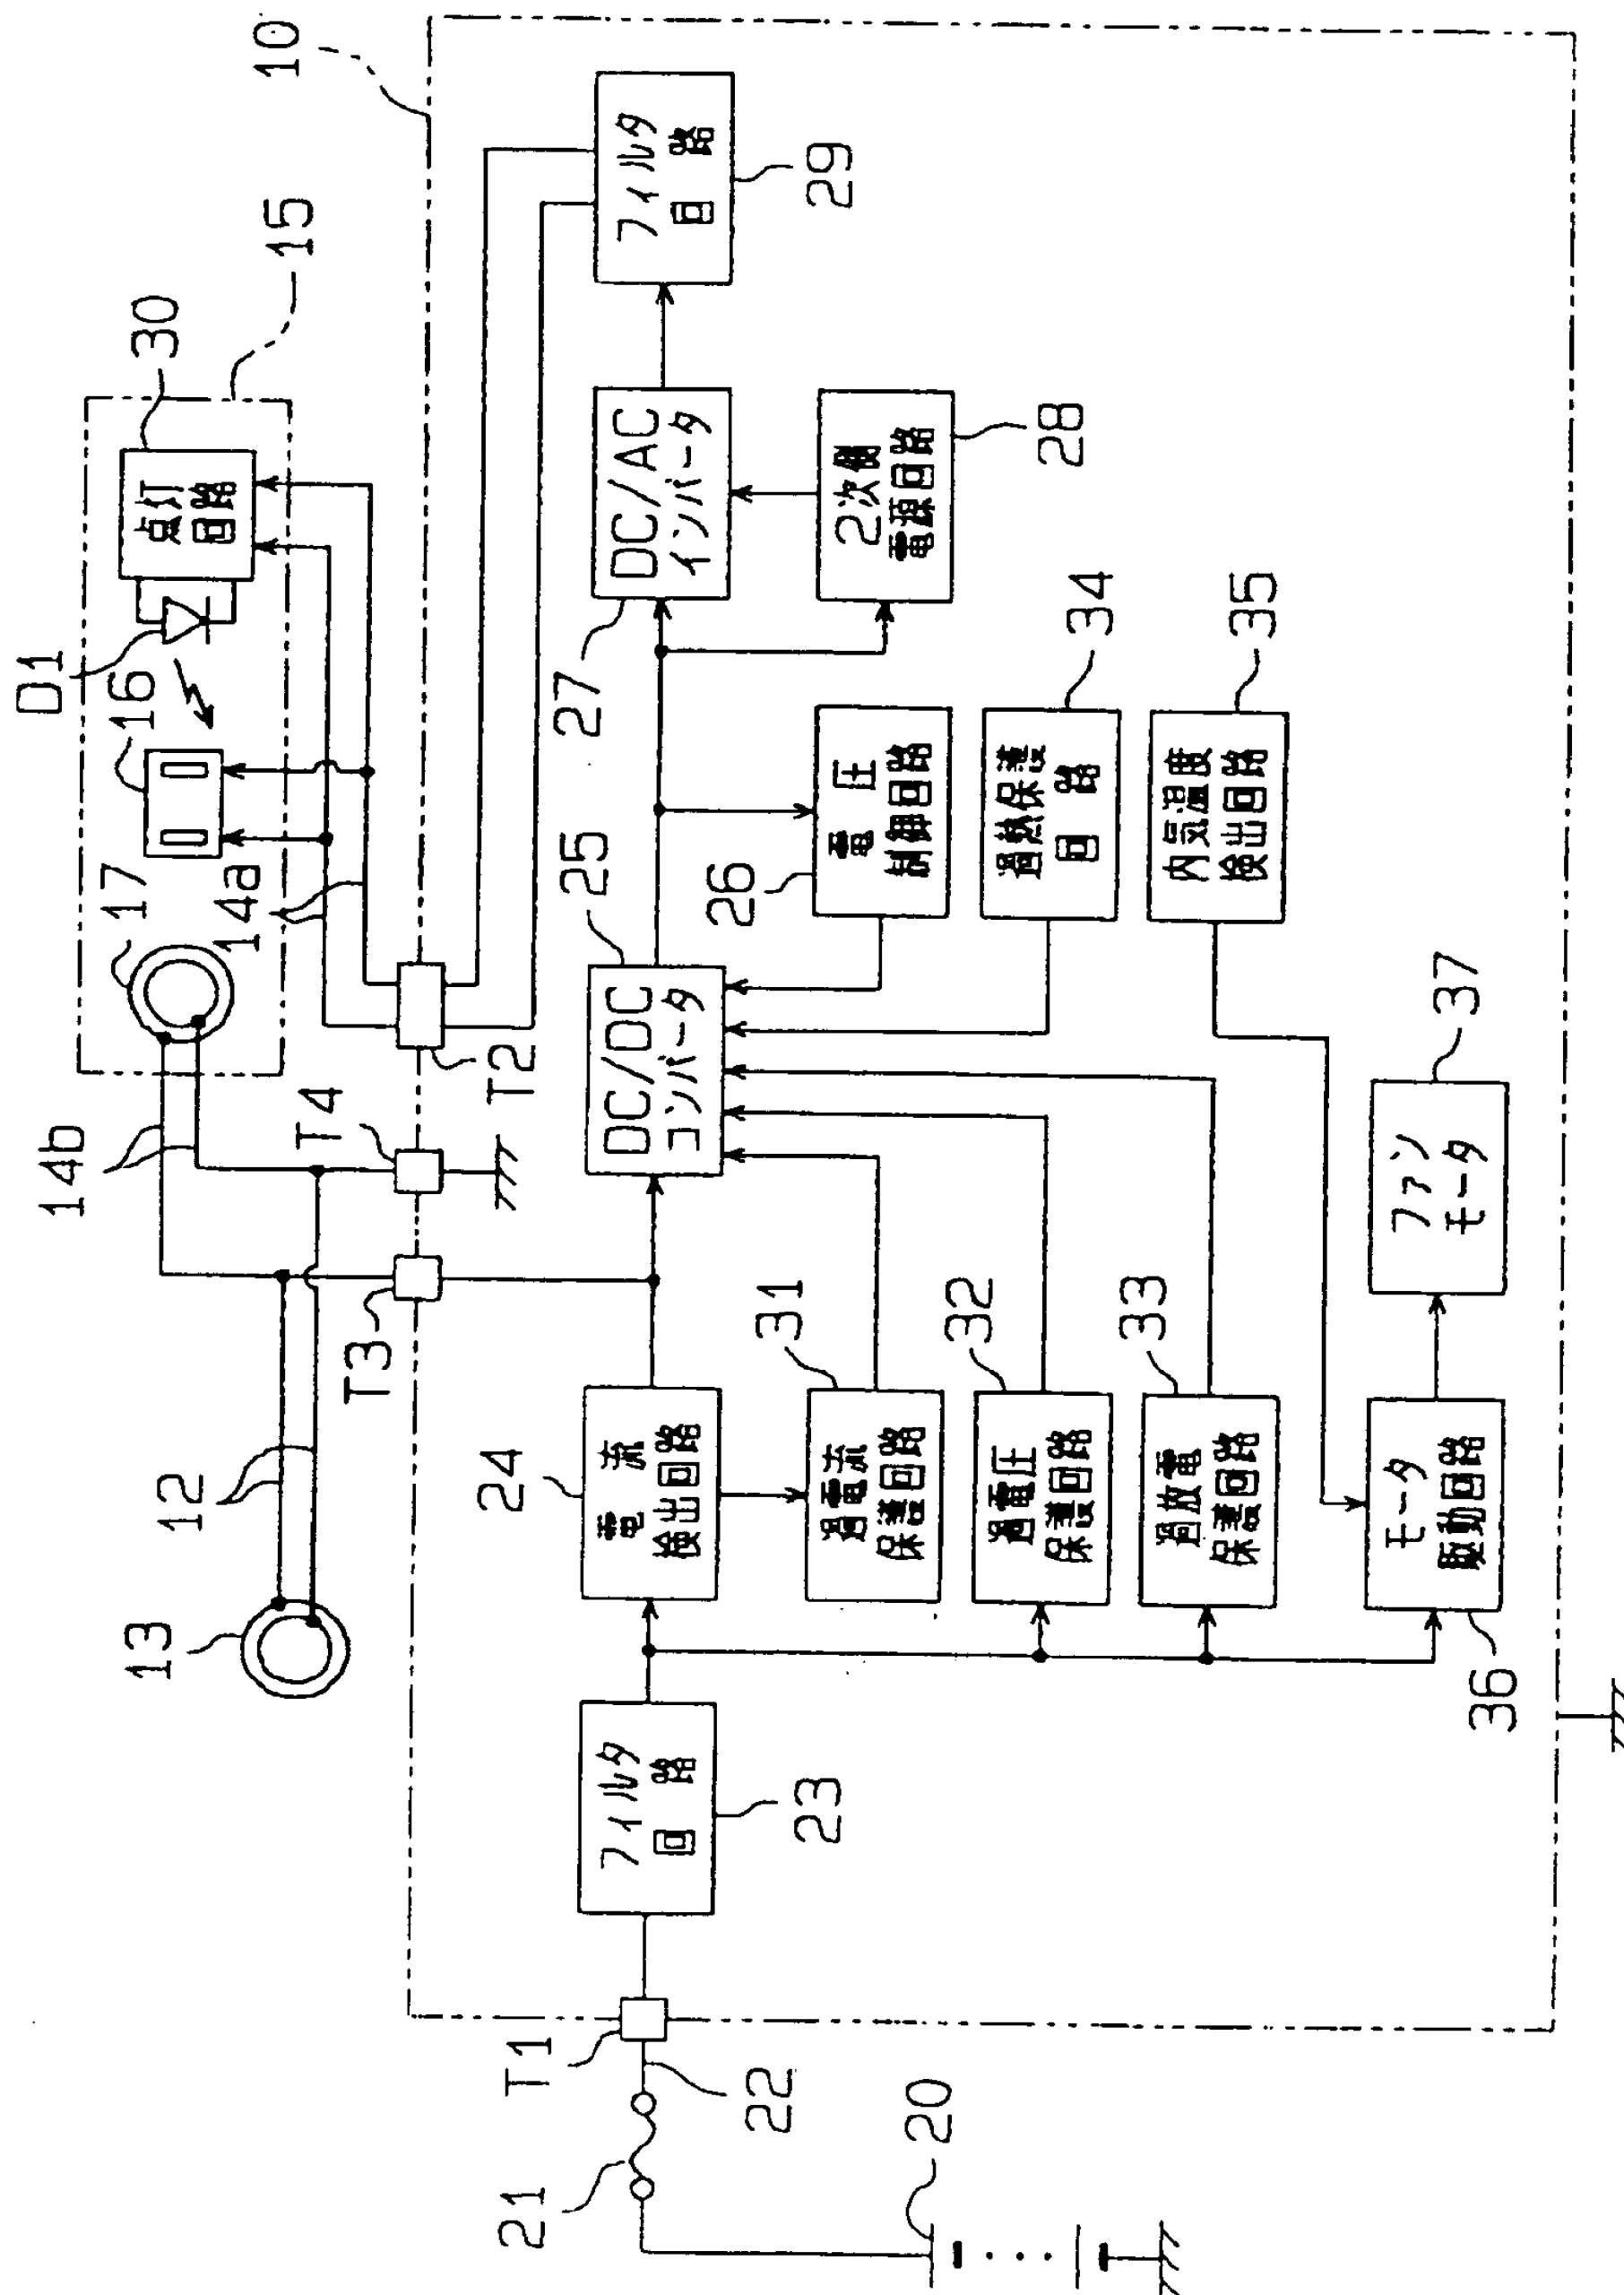 10
15
30
D1
16
17
14a
14b
点灯
回路
T2
T4
T3
12
13
フィルタ
回路
29
DC/AC
インバータ
27
2次側
電源回路
28
DC/DC
コンバータ
25
電圧
制御回路
26
過熱保護
回路
34
内気温度
検出回路
35
電流
検出回路
24
過電流
保護回路
31
過電圧
保護回路
32
過放電
保護回路
33
モータ
駆動回路
36
ファン
モータ
37
フィルタ
回路
23
T1
22
21
20